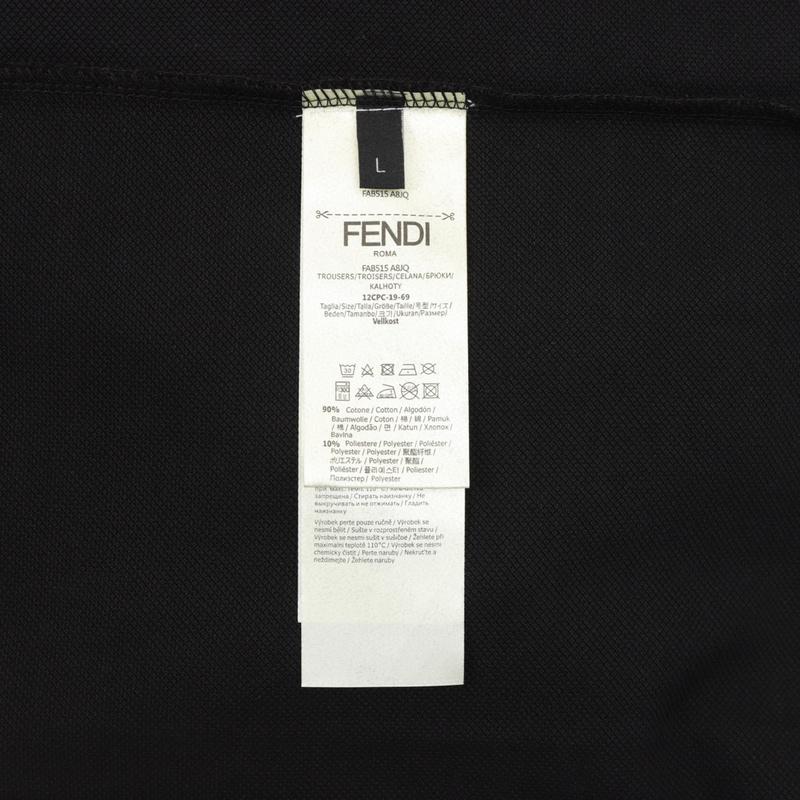 L
FAB515 A8JQ
FENDI
ROMA
FAB515 A8JQ
TROUSERS/TROISERS/CELANA/БРЮКИ/
KALHOTY
12CPC-19-69
Taglia/Size/Talla/Größe/Taille/号型/サイズ/
Beden/Tamanho/크기/Ukuran/Размер/
Vellkost
30
90% Cotone / Cotton / Algodón /
Baumwolle / Coton / 棉 / 綿 / Pamuk
/ 棉 / Algodão / 면 / Katun / Хлопок /
Bavlna
10% Poliestere / Polyester / Poliéster /
Polyester / Polyester / 聚酯纤维 /
ポリエステル / Polyester / 聚酯 /
Poliéster / 폴리에스터 / Poliester /
Полиэстер / Polyester
запрещена / Стирать наизнанку / Не
выкручивать и не отжимать / Гладить
наизнанку
Výrobek perte pouze ručně / Výrobek se
nesmí bělit / Sušte v rozprostřeném stavu /
Výrobek se nesmí sušit v sušičce / Žehlete při
maximální teplotě 110°C / Výrobek se nesmí
chemicky čistit / Perte naruby / Nekruťte a
neždímejte / Žehlete naruby